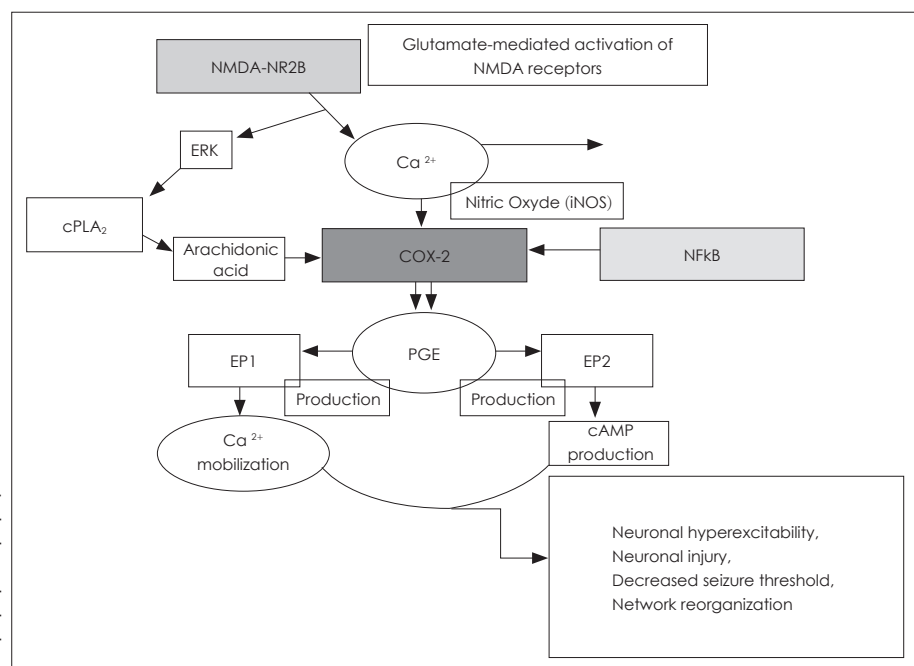 Glutamate-mediated activation of
NMDA receptors
NMDA-NR2B
ERK
Ca 2+
Nitric Oxyde (iNOS)
cPLA2
Arachidonic
acid
COX-2
NFkB
EP1
PGE
EP2
Production
Production
Ca 2+
mobilization
cAMP
production
Neuronal hyperexcitability,
Neuronal injury,
Decreased seizure threshold,
Network reorganization